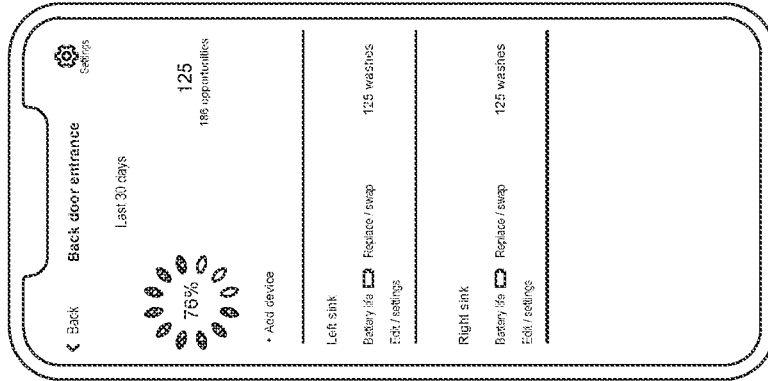 Back
Back door entrance
Settings
Last 30 days
76%
125
186 opportunities
+ Add device
Left sink
Battery life
Replace / swap
125 washes
Edit / settings
Right sink
Battery life
Replace / swap
125 washes
Edit / settings